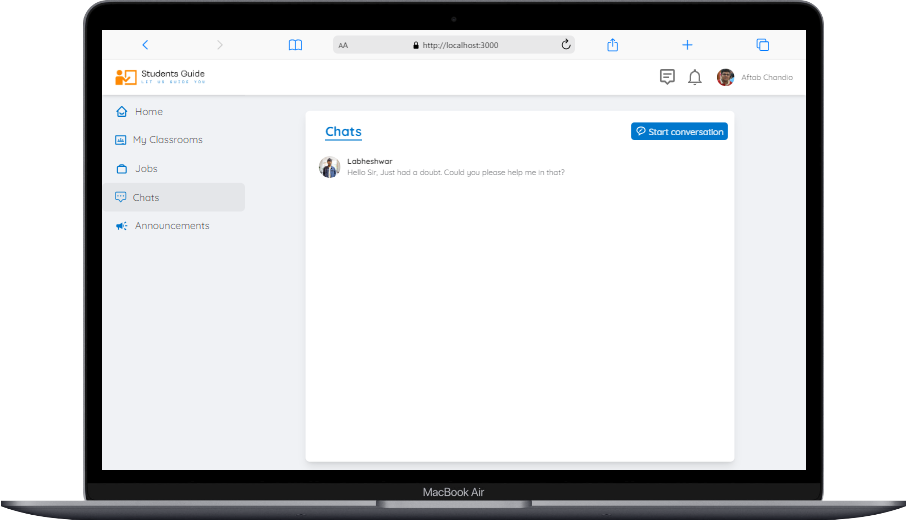 AA
http://localhost:3000
Students Guide
LET US GUIDE YOU
Aftab Chandio
Home
My Classrooms
Jobs
Chats
Announcements
Chats
Start conversation
Labheshwar
Hello Sir, Just had a doubt. Could you please help me in that?
MacBook Air